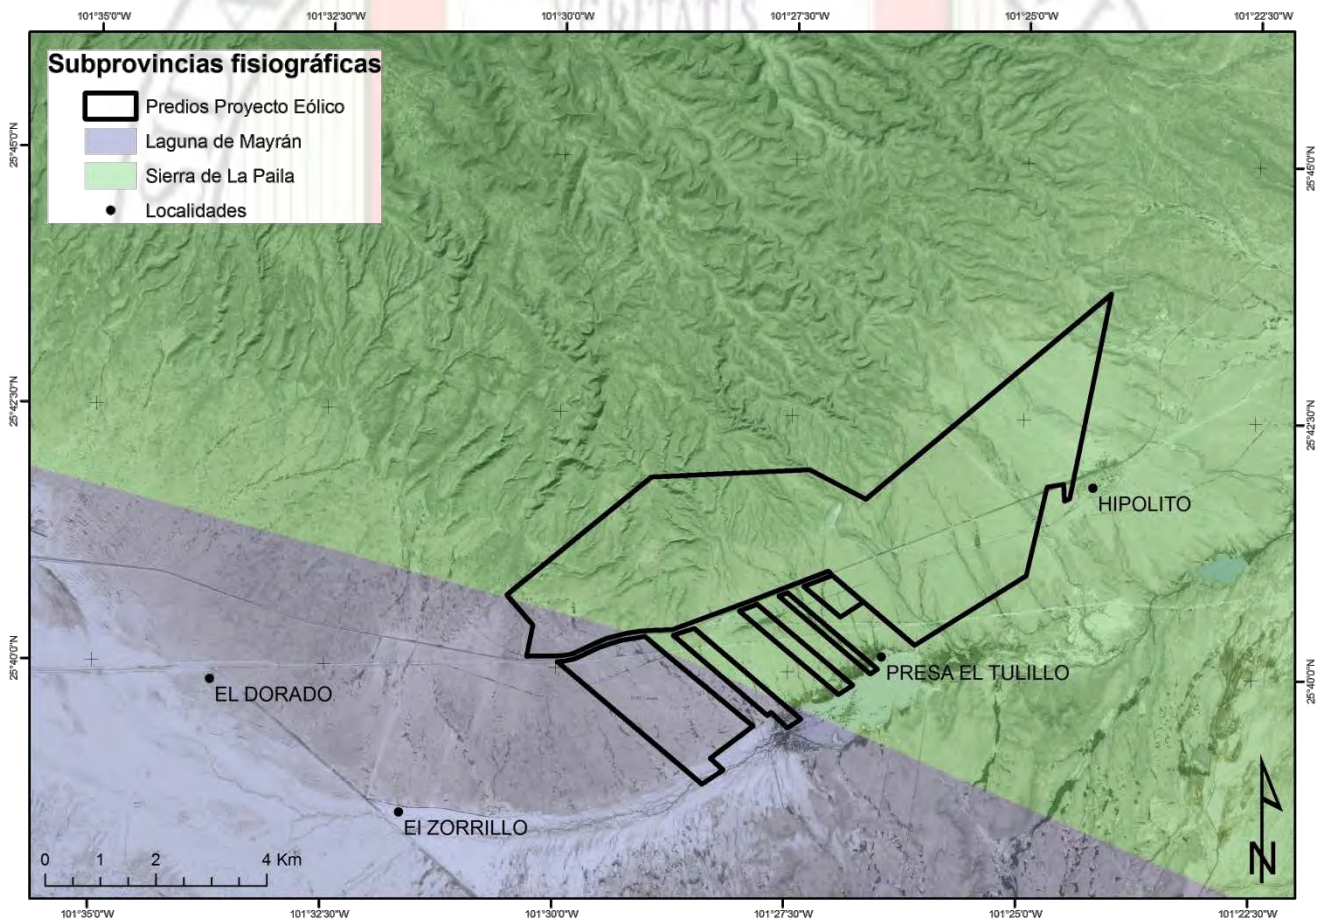 101°35'0"W 101°32'30"W 101°30'0"W 101°27'30"W 101°25'0"W 101°22'30"W
Subprovincias fisiográficas
Predios Proyecto Eólico
Laguna de Mayrán
Sierra de La Paila
Localidades
25°45'0"N
25°45'0"N
25°42'30"N
25°42'30"N
HIPOLITO
25°40'0"N
25°40'0"N
PRESA EL TULILLO
EL DORADO
El ZORRILLO
0 1 2 4 Km
N
101°35'0"W 101°32'30"W 101°30'0"W 101°27'30"W 101°25'0"W 101°22'30"W